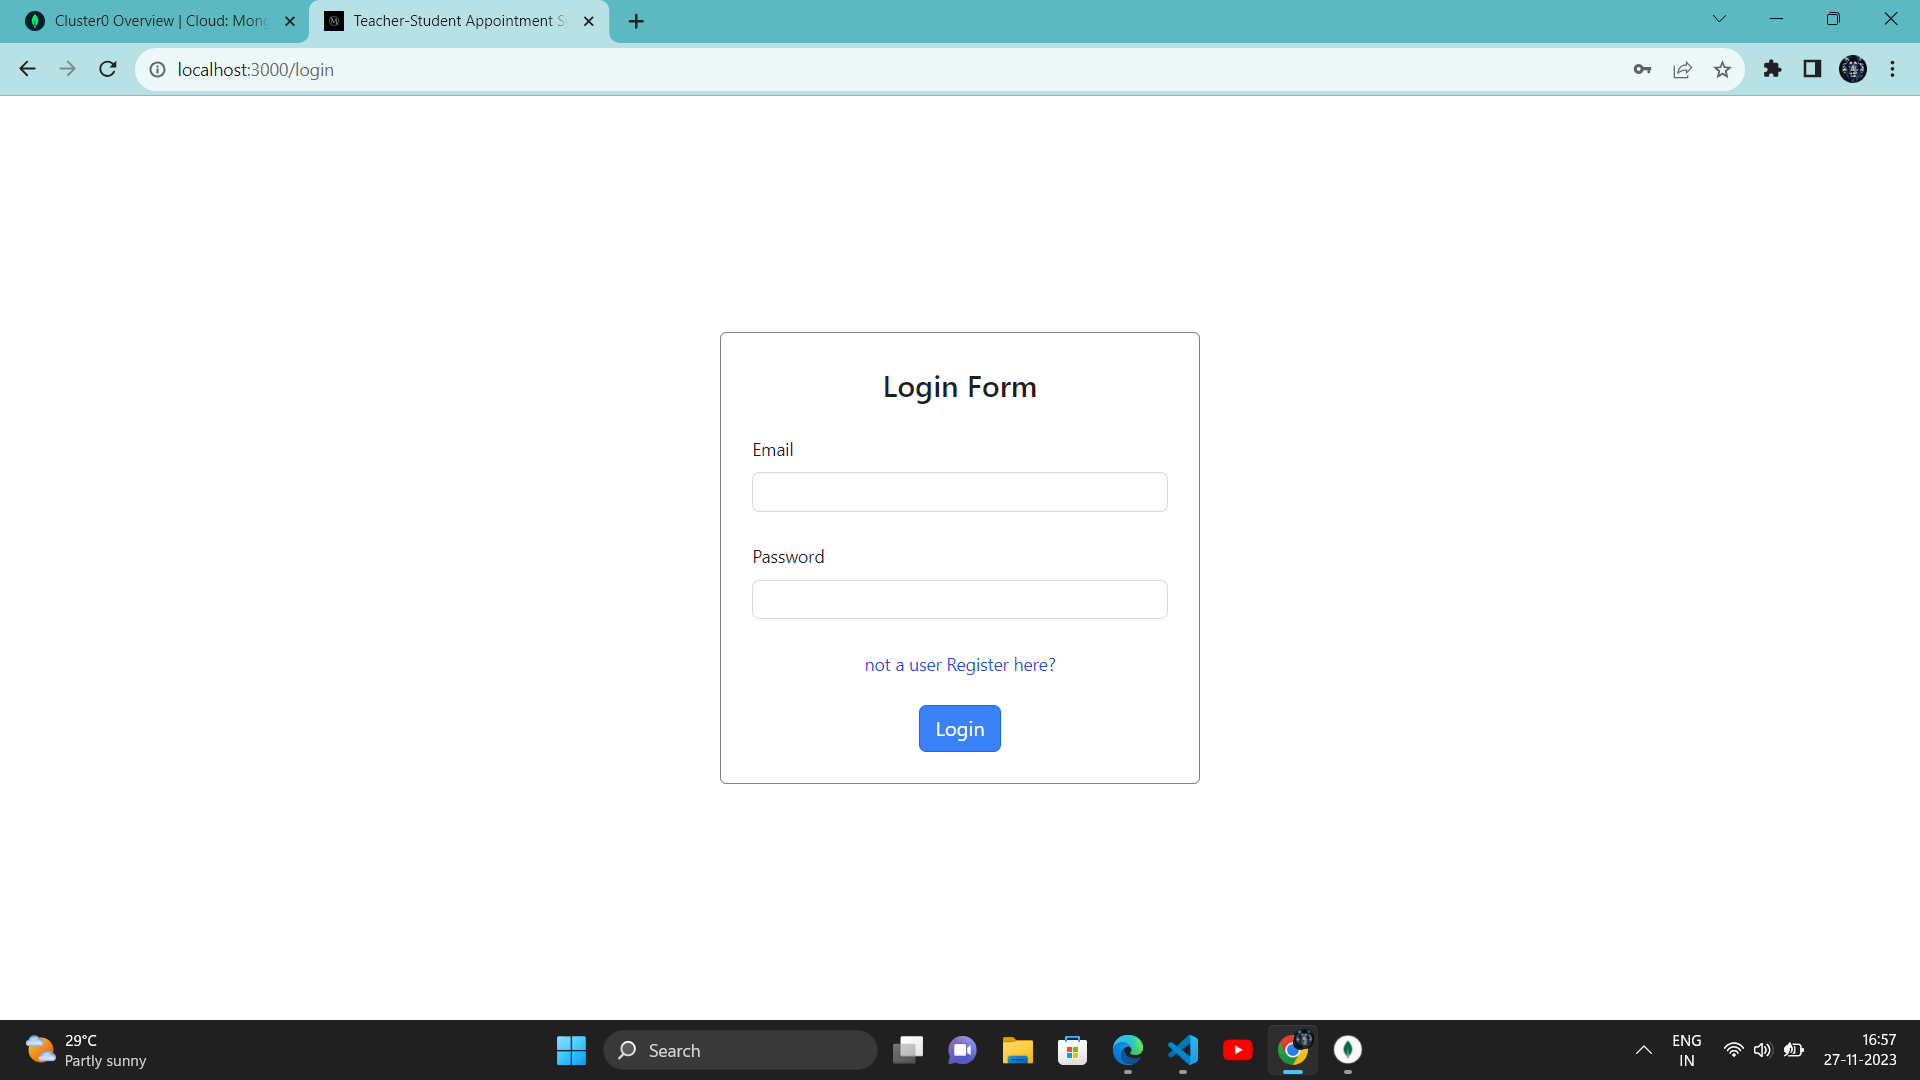 Cluster0 Overview | Cloud: Mong
Teacher-Student Appointment Sy
localhost:3000/login
Login Form
Email
Password
not a user Register here?
Login
29°C
Partly sunny
Search
ENG
IN
16:57
27-11-2023